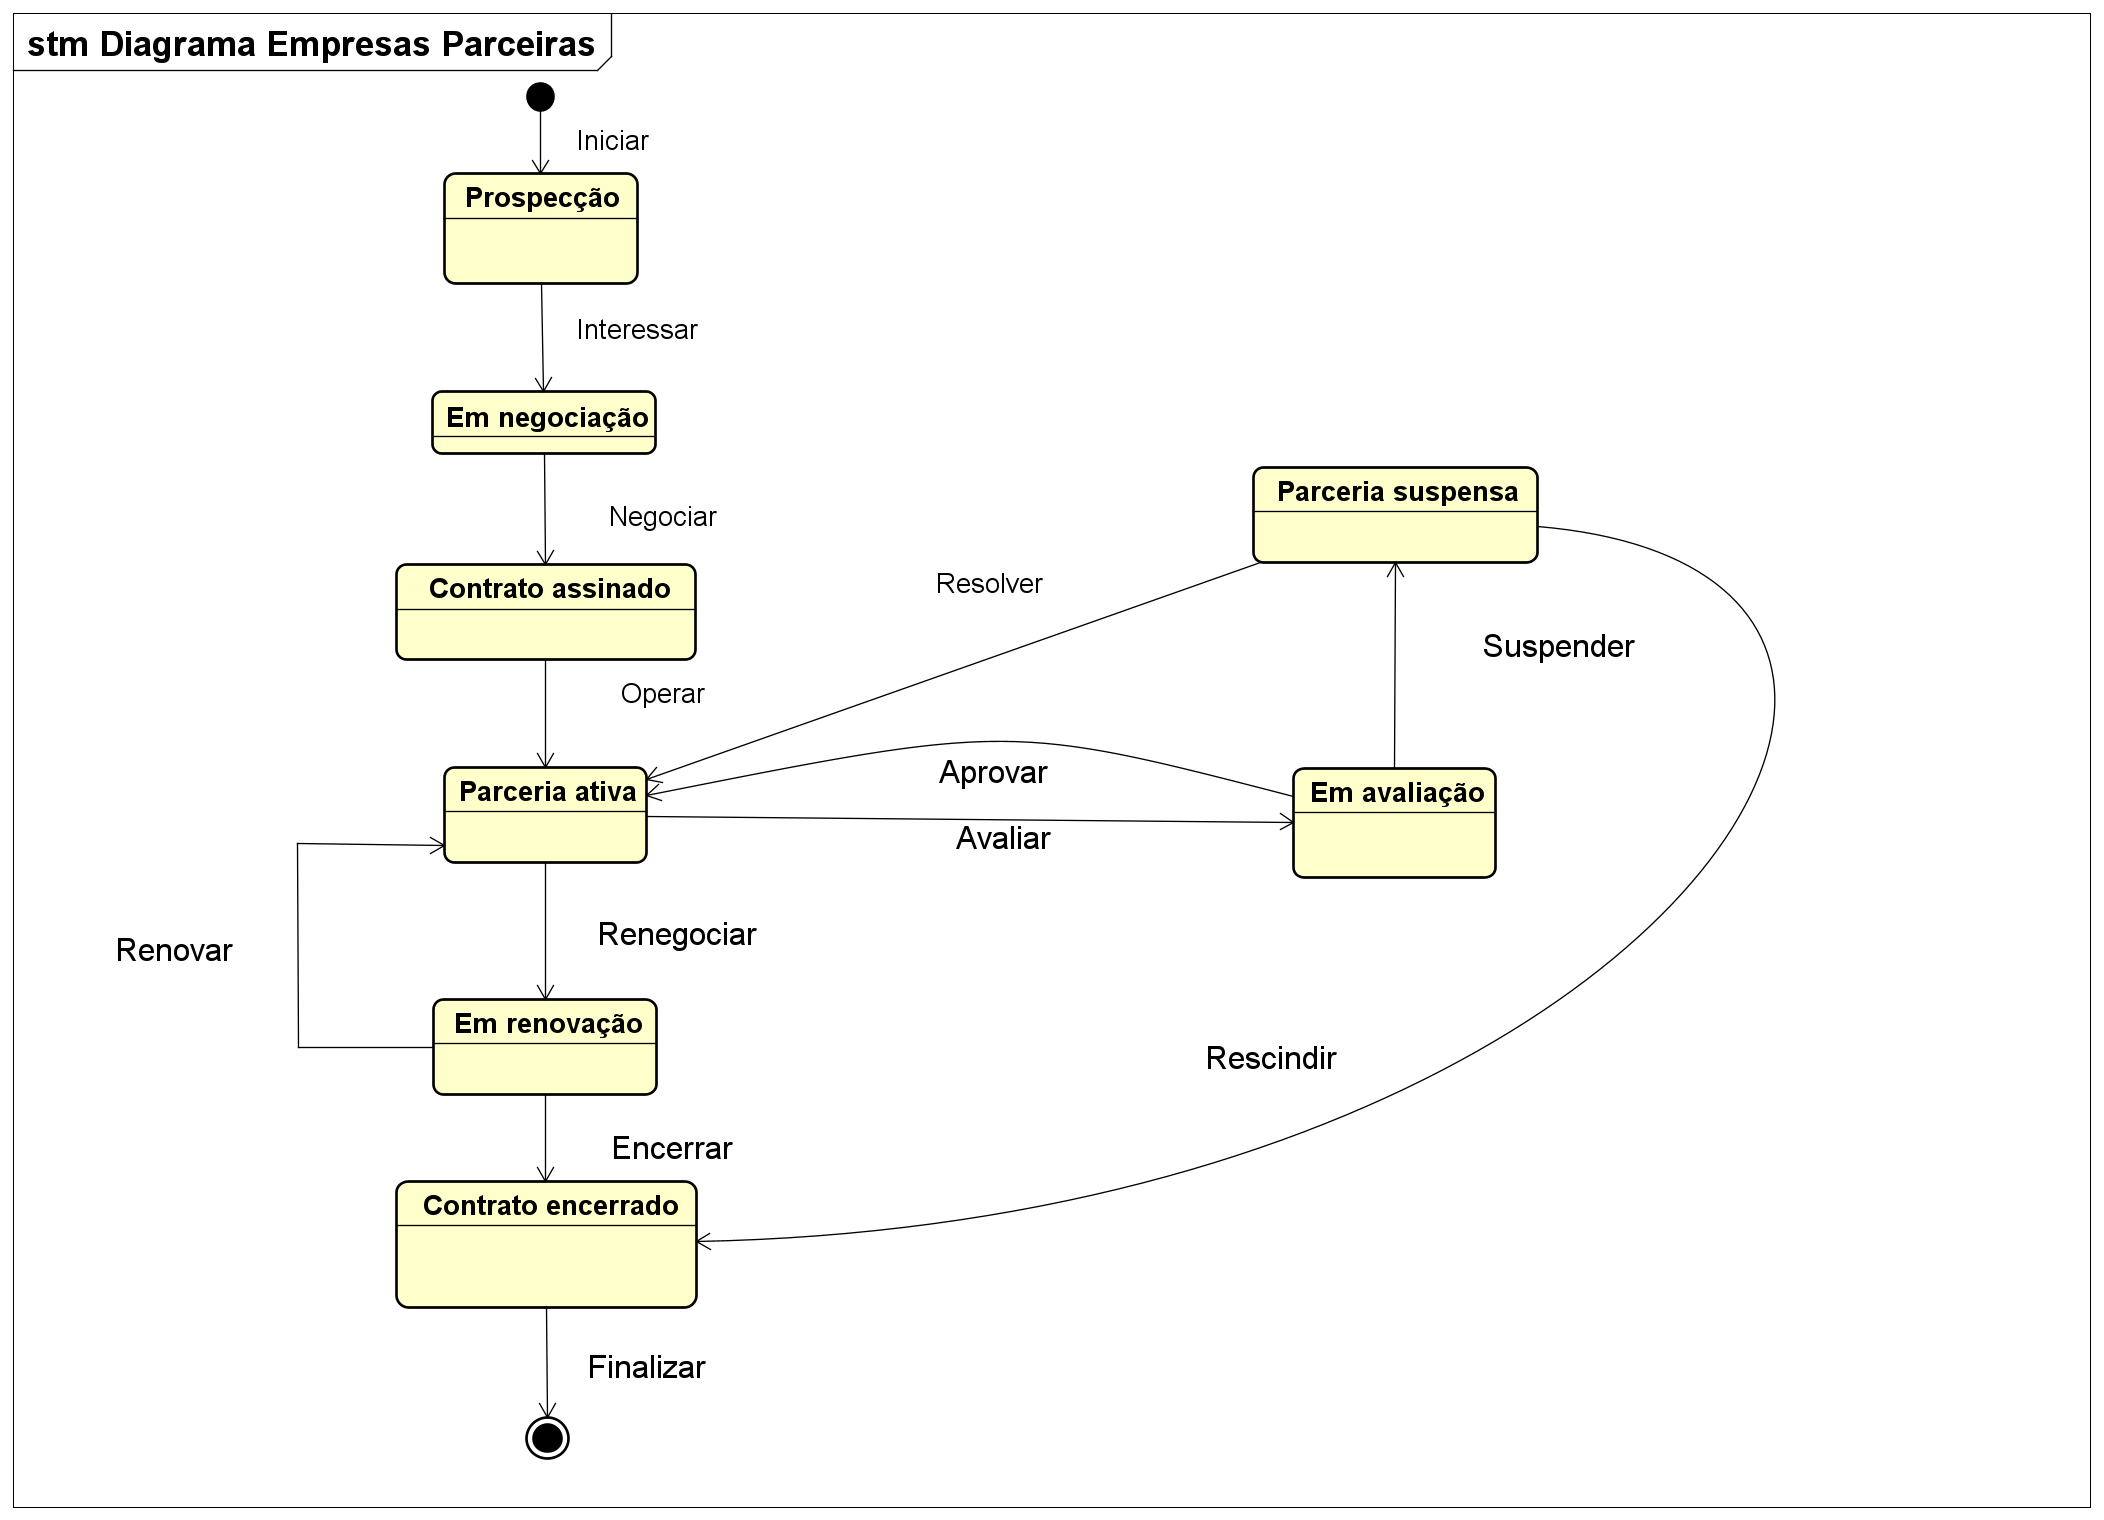 stm Diagrama Empresas Parceiras
Iniciar
Prospecção
Interessar
Em negociação
Negociar
Contrato assinado
Operar
Parceria suspensa
Resolver
Suspender
Aprovar
Parceria ativa
Em avaliação
Avaliar
Renegociar
Renovar
Em renovação
Rescindir
Encerrar
Contrato encerrado
Finalizar